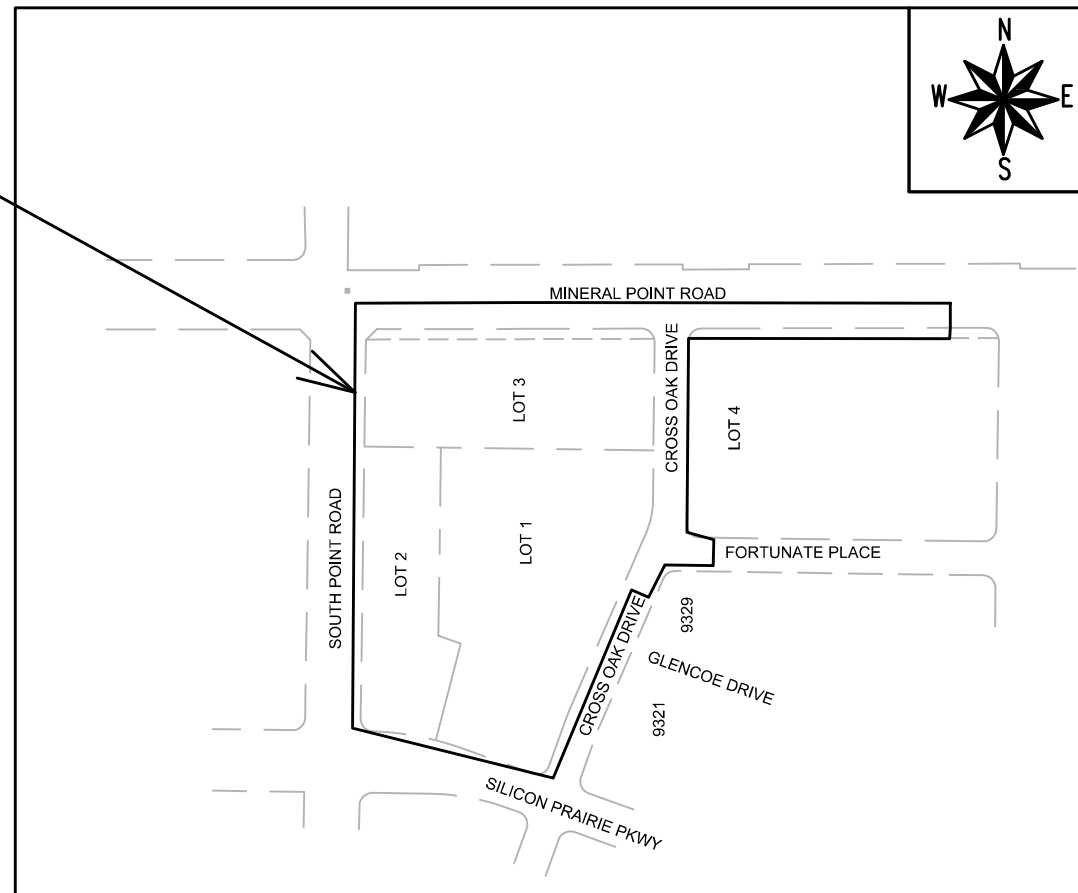 N
W
E
S
MINERAL POINT ROAD
CROSS OAK DRIVE
LOT 3
LOT 4
SOUTH POINT ROAD
LOT 2
LOT 1
FORTUNATE PLACE
CROSS OAK DRIVE
9329
GLENCOE DRIVE
9321
SILICON PRAIRIE PKWY